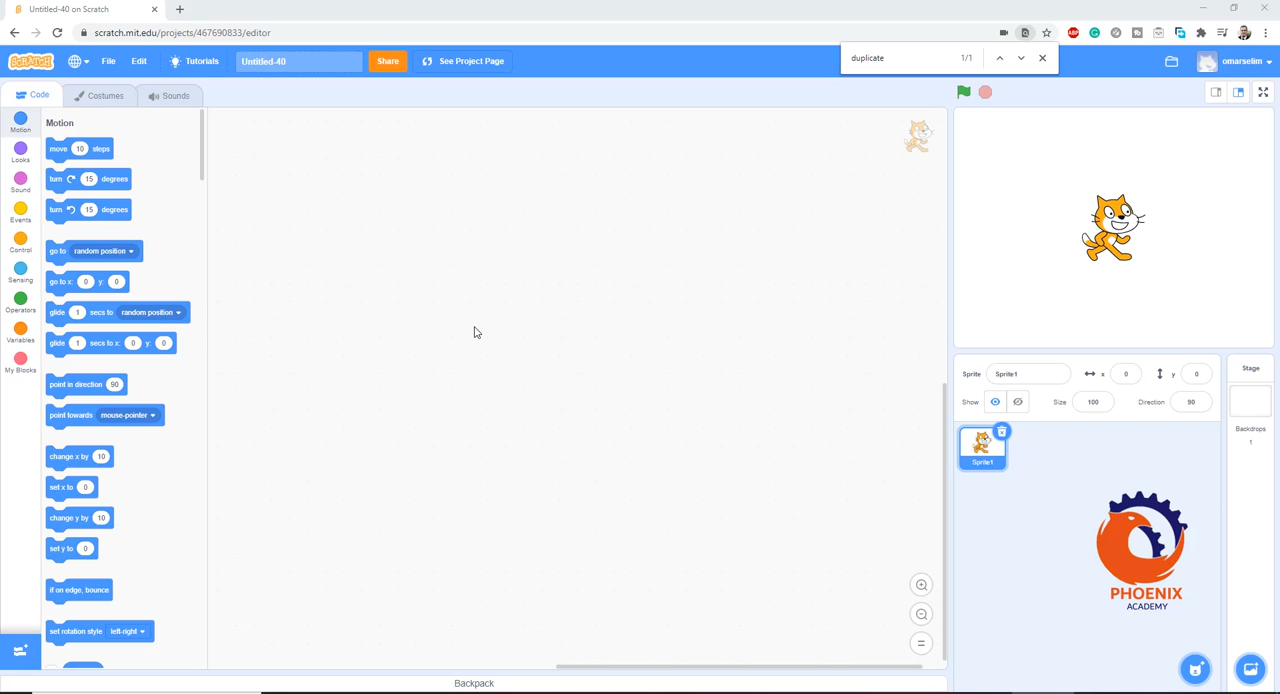 Untitled-40 on Scratch
scratch.mit.edu/projects/467690833/editor
duplicate 1/1
SCRATCH File Edit Tutorials Untitled-40 Share See Project Page omarselim
Code Costumes Sounds
Motion
Looks
Sound
Events
Control
Sensing
Operators
Variables
My Blocks
Motion
move 10 steps
turn 15 degrees
turn 15 degrees
go to random position
go to x: 0 y: 0
glide 1 secs to random position
glide 1 secs to x: 0 y: 0
point in direction 90
point towards mouse-pointer
change x by 10
set x to 0
change y by 10
set y to 0
if on edge, bounce
set rotation style left-right
Sprite Sprite1 x 0 y 0
Show Size 100 Direction 90
Sprite1
Stage
Backdrops
1
PHOENIX
ACADEMY
Backpack